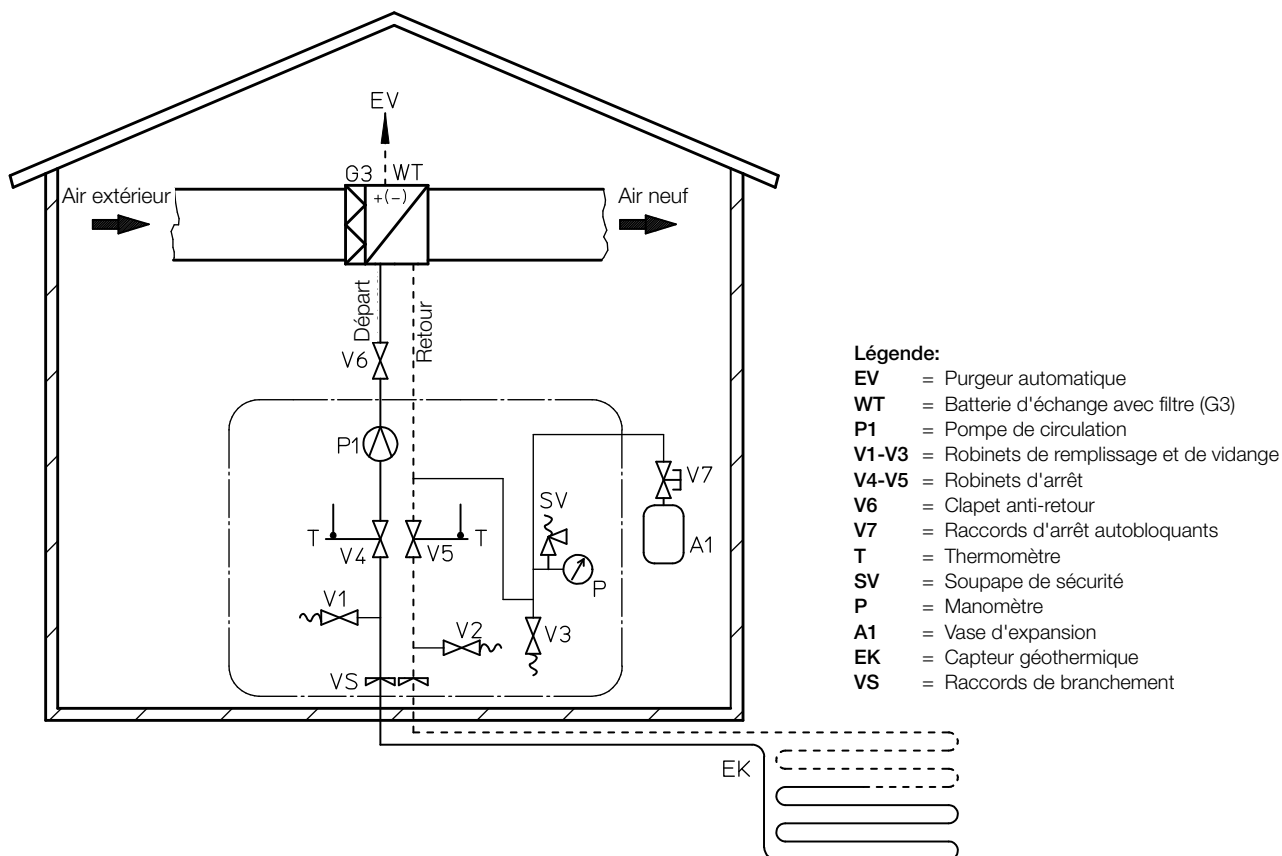 EV
G3 WT
+(-)
Air extérieur
Air neuf
Départ
Retour
V6
P1
V7
SV
T
V4
V5
T
A1
P
V1
V2
V3
VS
EK
Légende:
EV = Purgeur automatique
WT = Batterie d'échange avec filtre (G3)
P1 = Pompe de circulation
V1-V3 = Robinets de remplissage et de vidange
V4-V5 = Robinets d'arrêt
V6 = Clapet anti-retour
V7 = Raccords d'arrêt autobloquants
T = Thermomètre
SV = Soupape de sécurité
P = Manomètre
A1 = Vase d'expansion
EK = Capteur géothermique
VS = Raccords de branchement